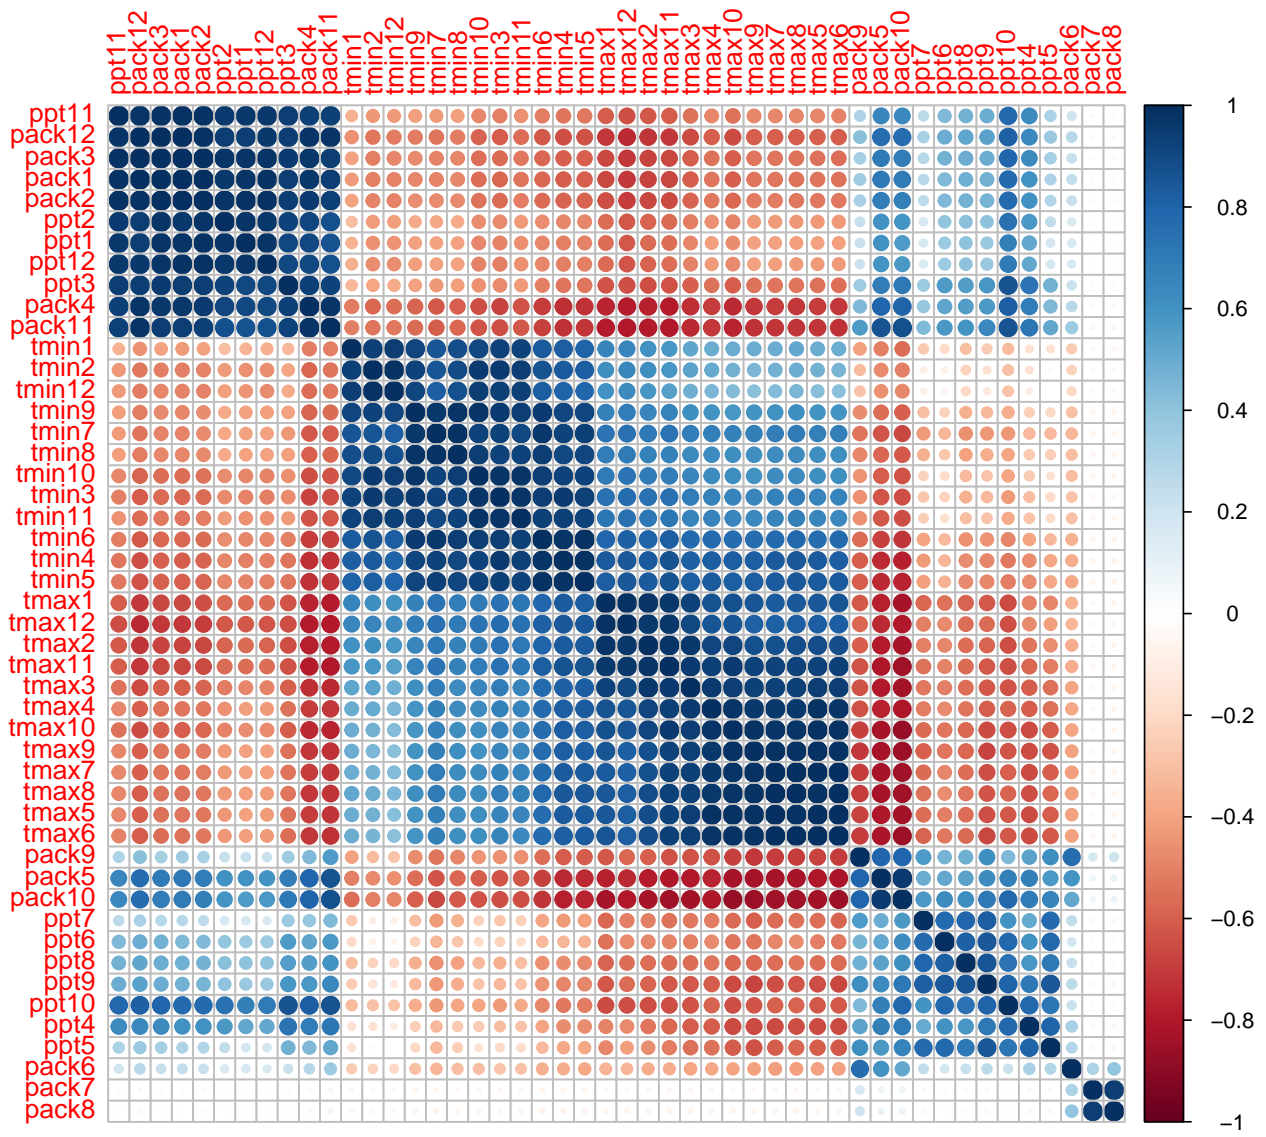 ppt11
pack12
pack3
pack1
pack2
ppt2
ppt1
ppt12
ppt3
pack4
pack11
tmin1
tmin2
tmin12
tmin9
tmin7
tmin8
tmin10
tmin3
tmin11
tmin6
tmin4
tmin5
tmax1
tmax12
tmax2
tmax11
tmax3
tmax4
tmax10
tmax9
tmax7
tmax8
tmax5
tmax6
pack9
pack5
pack10
ppt7
ppt6
ppt8
ppt9
ppt10
ppt4
ppt5
pack6
pack7
pack8
ppt11
pack12
pack3
pack1
pack2
ppt2
ppt1
ppt12
ppt3
pack4
pack11
tmin1
tmin2
tmin12
tmin9
tmin7
tmin8
tmin10
tmin3
tmin11
tmin6
tmin4
tmin5
tmax1
tmax12
tmax2
tmax11
tmax3
tmax4
tmax10
tmax9
tmax7
tmax8
tmax5
tmax6
pack9
pack5
pack10
ppt7
ppt6
ppt8
ppt9
ppt10
ppt4
ppt5
pack6
pack7
pack8
1
0.8
0.6
0.4
0.2
0
−0.2
−0.4
−0.6
−0.8
−1